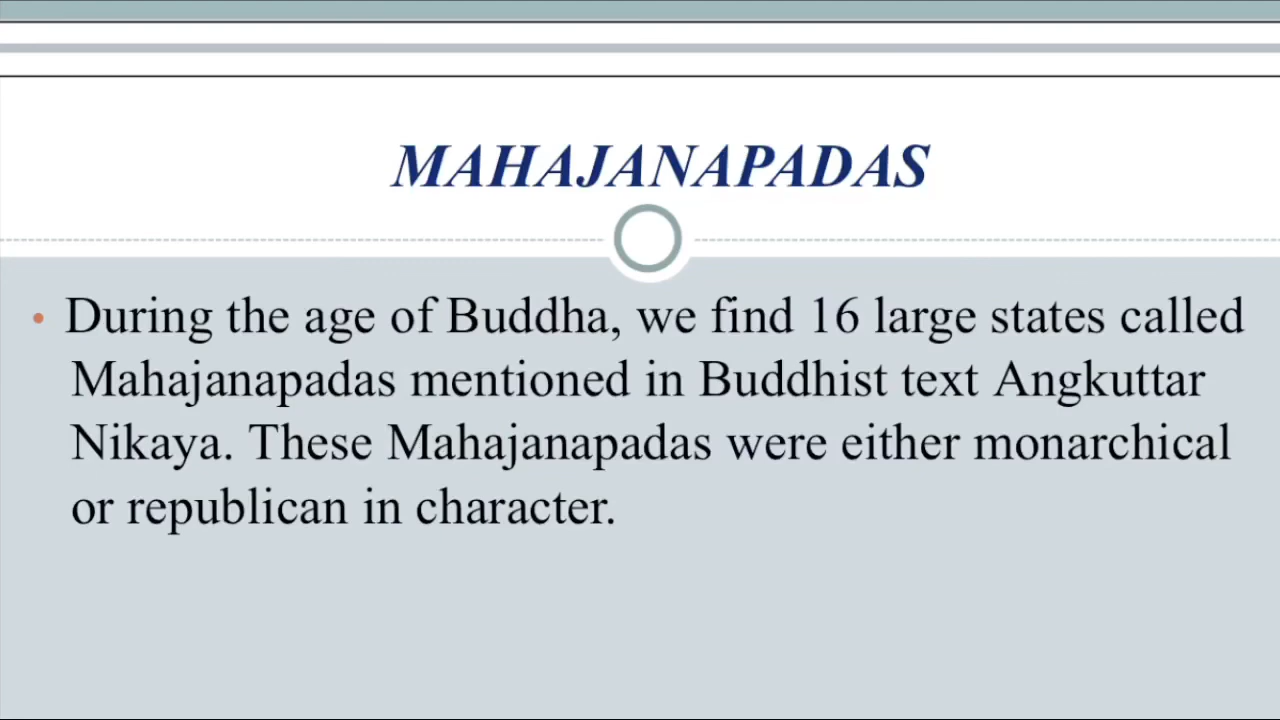 MAHAJANAPADAS
• During the age of Buddha, we find 16 large states called
Mahajanapadas mentioned in Buddhist text Angkuttar
Nikaya. These Mahajanapadas were either monarchical
or republican in character.